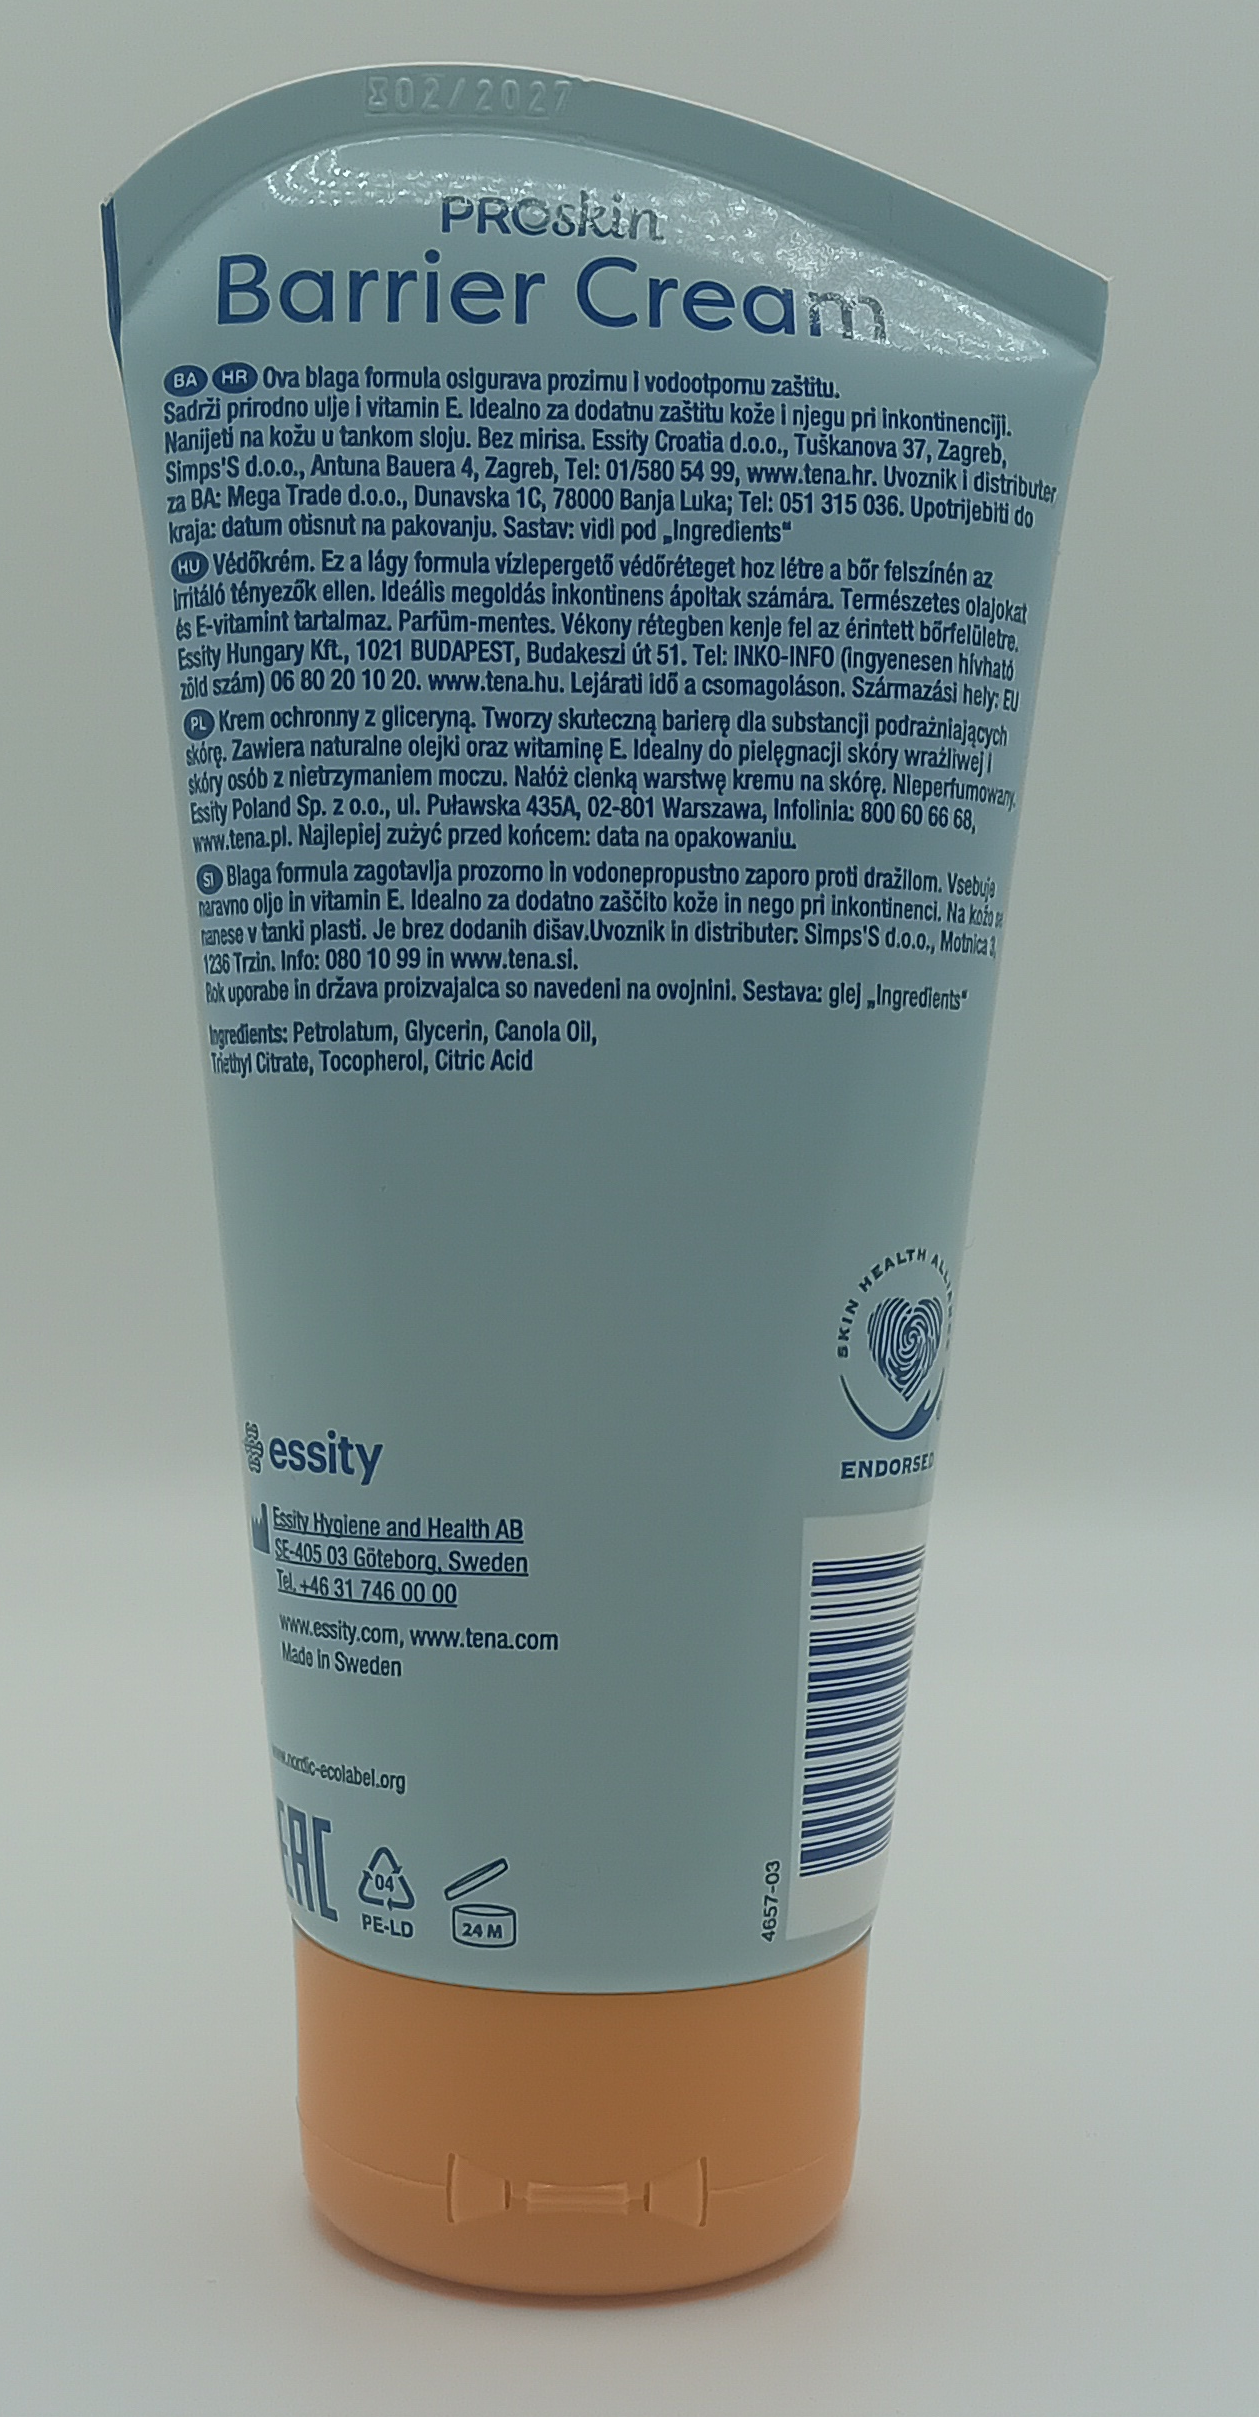 02/2027
PROskin
Barrier Cream
BA HR Ova blaga formula osigurava prozirnu i vodootpornu zaštitu.
Sadrži prirodno ulje i vitamin E. Idealno za dodatnu zaštitu kože i njegu pri inkontinenciji.
Nanijeti na kožu u tankom sloju. Bez mirisa. Essity Croatia d.o.o., Tuškanova 37, Zagreb,
Simps'S d.o.o., Antuna Bauera 4, Zagreb, Tel: 01/580 54 99, www.tena.hr. Uvoznik i distributer
za BA: Mega Trade d.o.o., Dunavska 1C, 78000 Banja Luka; Tel: 051 315 036. Upotrijebiti do
kraja: datum otisnut na pakovanju. Sastav: vidi pod „Ingredients“
HU Védőkrém. Ez a lágy formula vízlepergető védőréteget hoz létre a bőr felszínén az
irritáló tényezők ellen. Ideális megoldás inkontinens ápoltak számára. Természetes olajokat
és E-vitamint tartalmaz. Parfüm-mentes. Vékony rétegben kenje fel az érintett bőrfelületre.
Essity Hungary Kft., 1021 BUDAPEST, Budakeszi út 51. Tel: INKO-INFO (ingyenesen hívható
zöld szám) 06 80 20 10 20. www.tena.hu. Lejárati idő a csomagoláson. Származási hely: EU
PL Krem ochronny z gliceryną. Tworzy skuteczną barierę dla substancji podrażniających
skórę. Zawiera naturalne olejki oraz witaminę E. Idealny do pielęgnacji skóry wrażliwej i
skóry osób z nietrzymaniem moczu. Nałóż cienką warstwę kremu na skórę. Nieperfumowany.
Essity Poland Sp. z o.o., ul. Puławska 435A, 02-801 Warszawa, Infolinia: 800 60 66 68,
www.tena.pl. Najlepiej zużyć przed końcem: data na opakowaniu.
SI Blaga formula zagotavlja prozorno in vodonepropustno zaporo proti dražilom. Vsebuje
naravno oljo in vitamin E. Idealno za dodatno zaščito kože in nego pri inkontinenci. Na kožo se
nanese v tanki plasti. Je brez dodanih dišav.Uvoznik in distributer: Simps'S d.o.o., Motnica 3,
1236 Trzin. Info: 080 10 99 in www.tena.si.
Rok uporabe in država proizvajalca so navedeni na ovojnini. Sestava: glej „Ingredients“
Ingredients: Petrolatum, Glycerin, Canola Oil,
Triethyl Citrate, Tocopherol, Citric Acid
SKIN HEALTH ALLIANCE
ENDORSED
essity
Essity Hygiene and Health AB
SE-405 03 Göteborg, Sweden
Tel. +46 31 746 00 00
www.essity.com, www.tena.com
Made in Sweden
www.nordic-ecolabel.org
EAC
04
PE-LD
24 M
4657-03